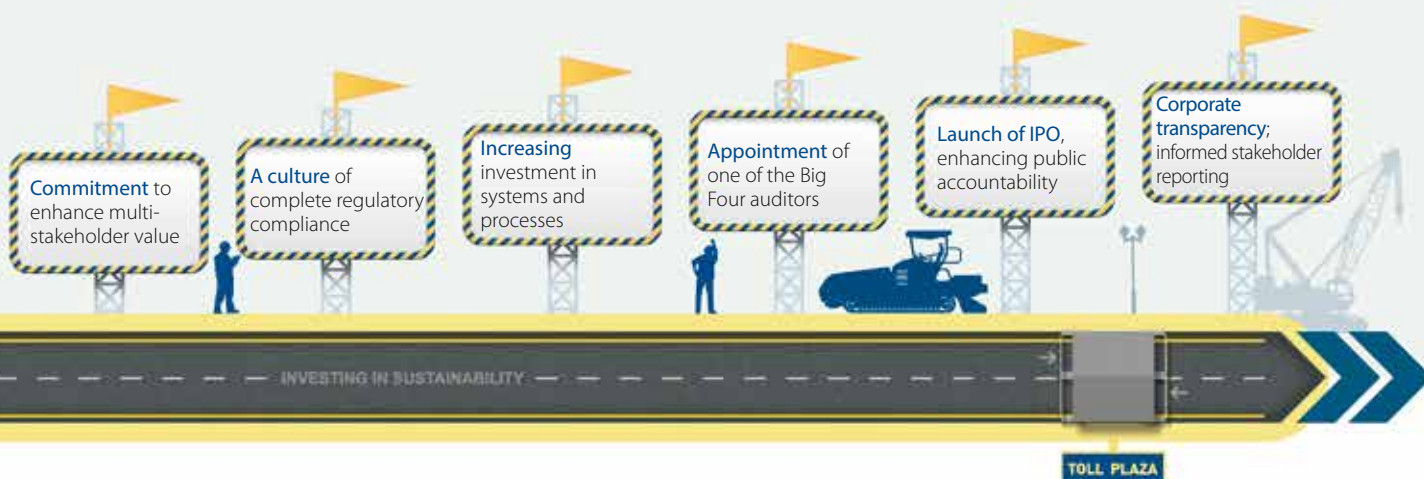 Commitment to
enhance multi-
stakeholder value
A culture of
complete regulatory
compliance
Increasing
investment in
systems and
processes
Appointment of
one of the Big
Four auditors
Launch of IPO,
enhancing public
accountability
Corporate
transparency;
informed stakeholder
reporting
INVESTING IN SUSTAINABILITY
TOLL PLAZA